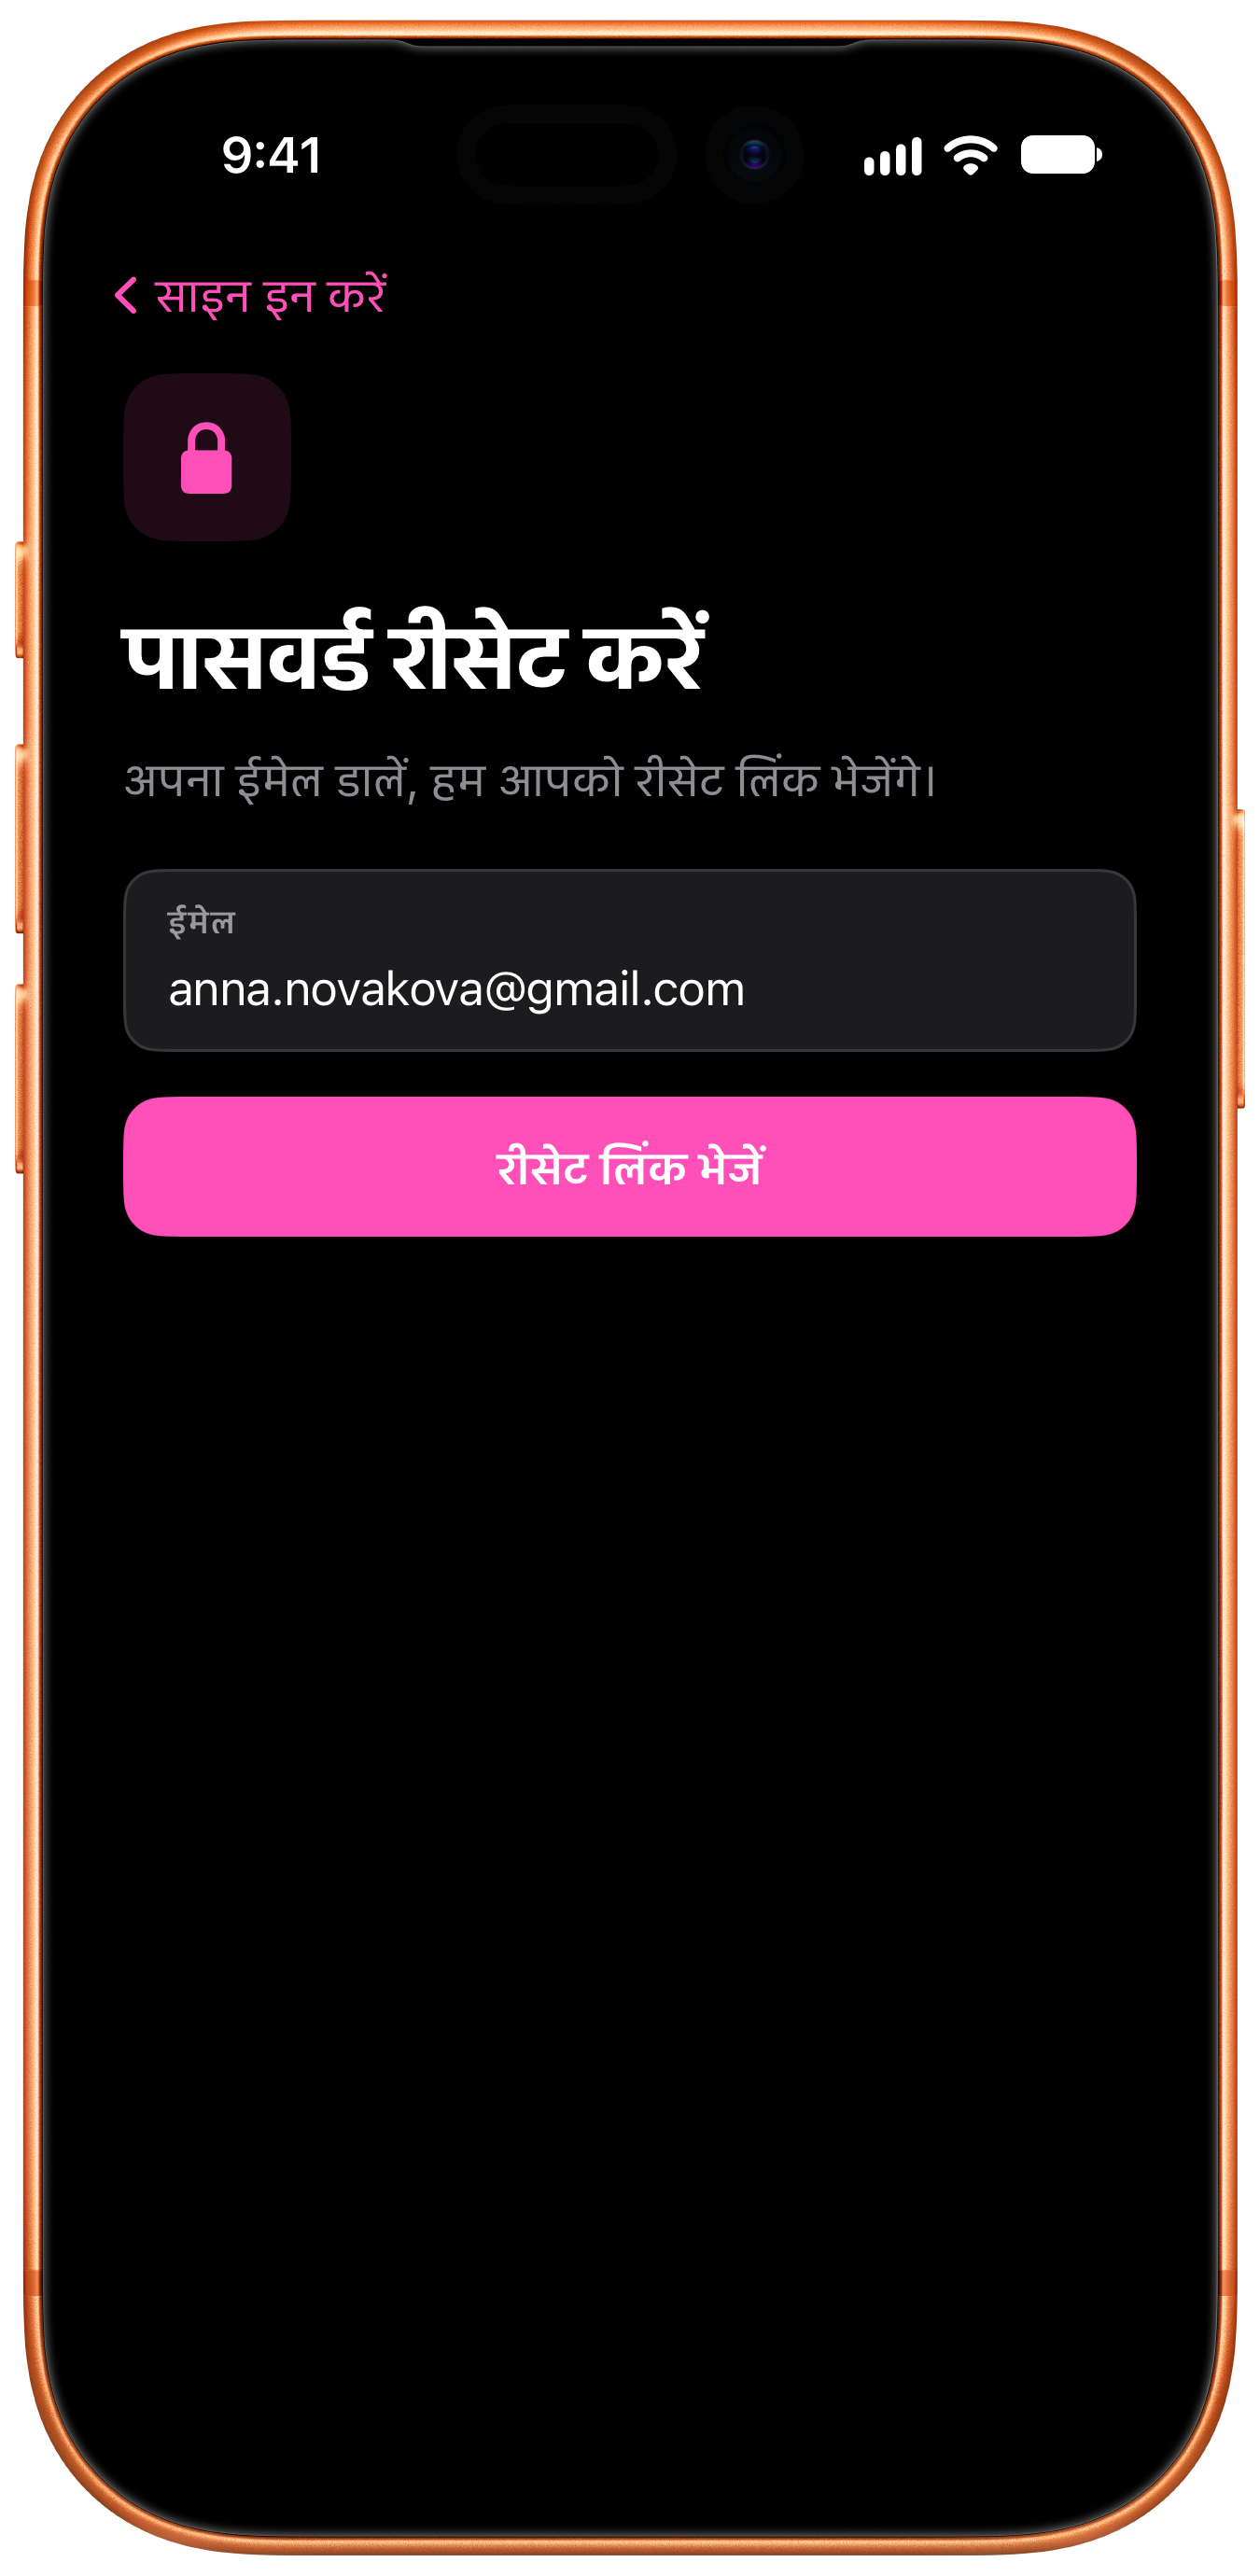 9:41
साइन इन करें
पासवर्ड रीसेट करें
अपना ईमेल डालें, हम आपको रीसेट लिंक भेजेंगे।
ईमेल
anna.novakova@gmail.com
रीसेट लिंक भेजें